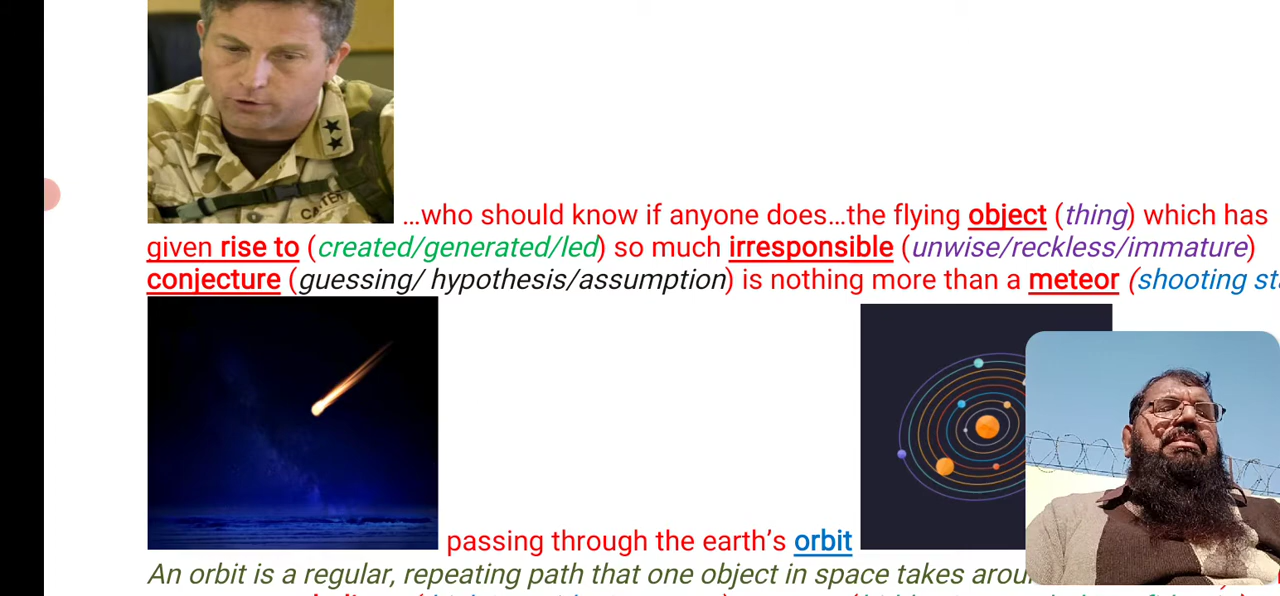 CARTER
…who should know if anyone does…the flying object (thing) which has
given rise to (created/generated/led) so much irresponsible (unwise/reckless/immature)
conjecture (guessing/ hypothesis/assumption) is nothing more than a meteor (shooting
passing through the earth's orbit
An orbit is a regular, repeating path that one object in space takes